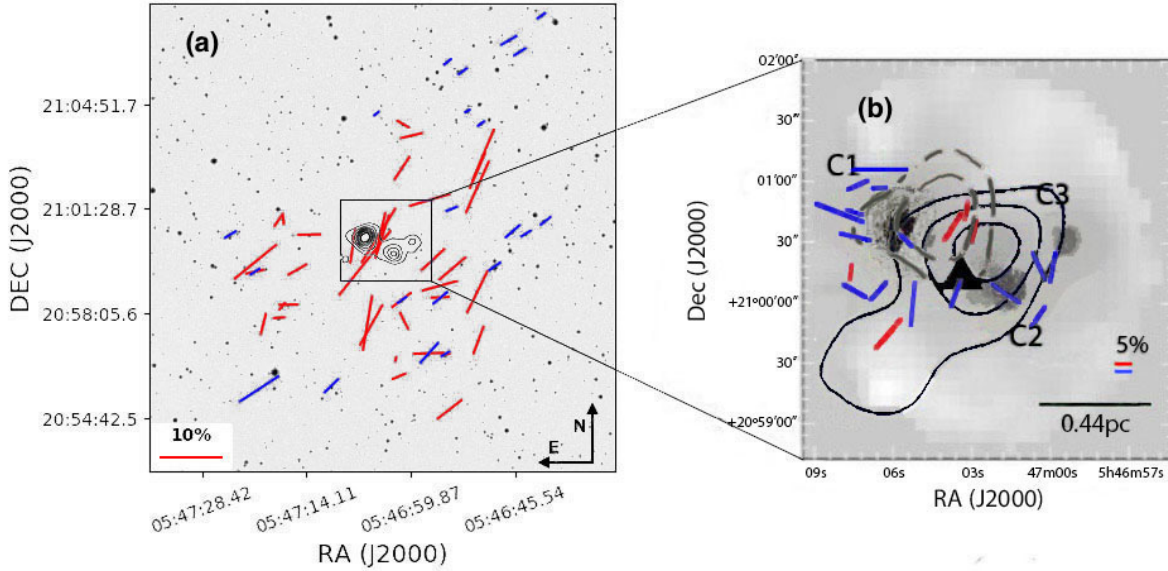 (a)
DEC (J2000)
21:04:51.7
21:01:28.7
20:58:05.6
20:54:42.5
10%
N
E
05:47:28.42
05:47:14.11
05:46:59.87
05:46:45.54
RA (J2000)
(b)
Dec (J2000)
02'00"
30"
01'00"
30"
+21°00'00"
30"
+20°59'00"
C1
C3
C2
5%
0.44pc
09s
06s
03s
47m00s
5h46m57s
RA (J2000)